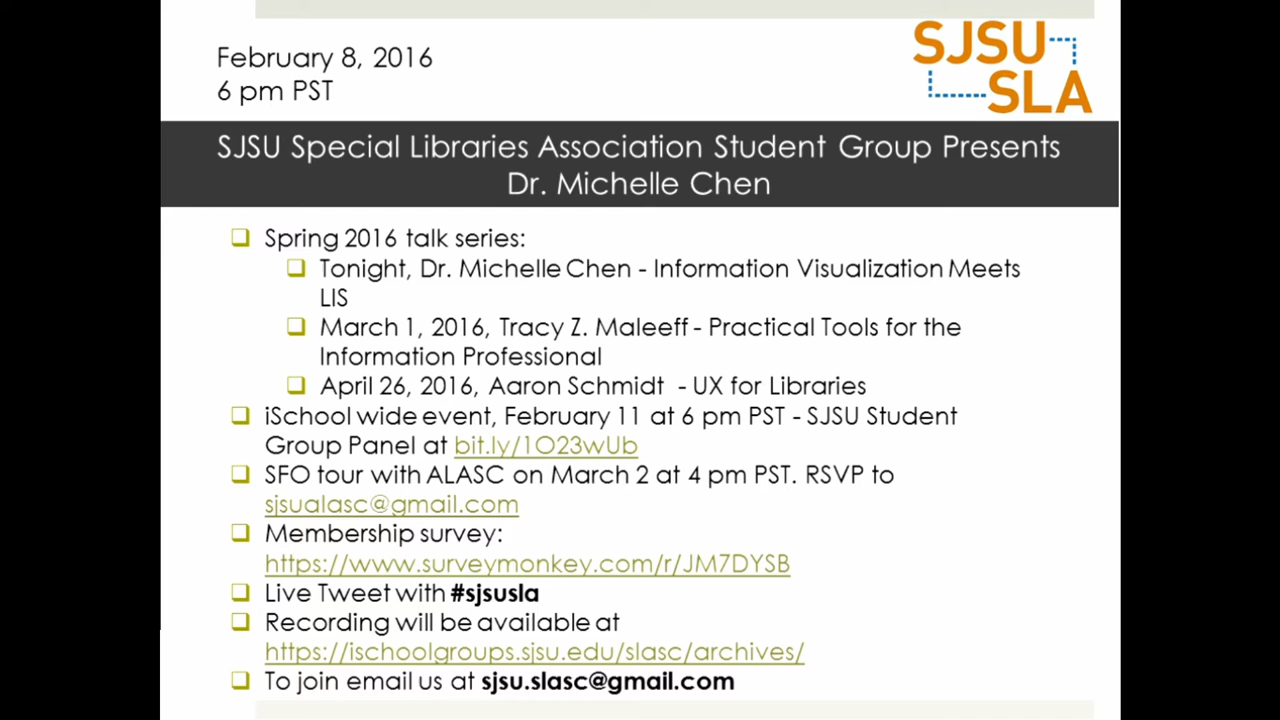 February 8, 2016
6 pm PST
SJSU
SLA
SJSU Special Libraries Association Student Group Presents
Dr. Michelle Chen
Spring 2016 talk series:
Tonight, Dr. Michelle Chen - Information Visualization Meets
LIS
March 1, 2016, Tracy Z. Maleeff - Practical Tools for the
Information Professional
April 26, 2016, Aaron Schmidt - UX for Libraries
iSchool wide event, February 11 at 6 pm PST - SJSU Student
Group Panel at bit.ly/1O23wUb
SFO tour with ALASC on March 2 at 4 pm PST. RSVP to
sjsualasc@gmail.com
Membership survey:
https://www.surveymonkey.com/r/JM7DYSB
Live Tweet with #sjsusla
Recording will be available at
https://ischoolgroups.sjsu.edu/slasc/archives/
To join email us at sjsu.slasc@gmail.com